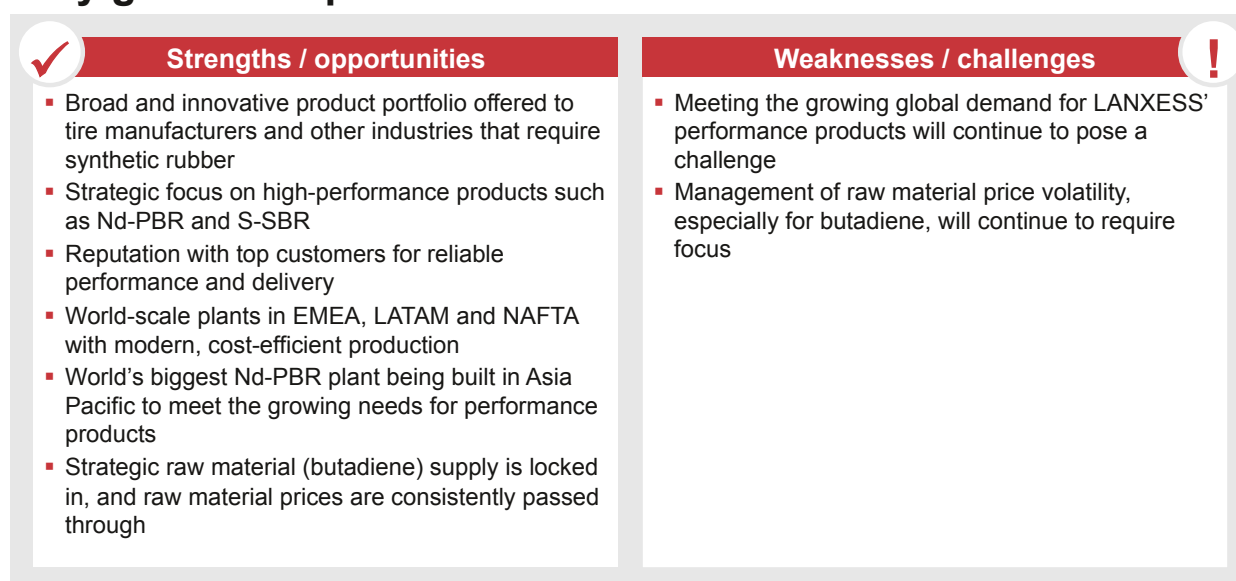 Strengths / opportunities
▪ Broad and innovative product portfolio offered to
tire manufacturers and other industries that require
synthetic rubber
▪ Strategic focus on high-performance products such
as Nd-PBR and S-SBR
▪ Reputation with top customers for reliable
performance and delivery
▪ World-scale plants in EMEA, LATAM and NAFTA
with modern, cost-efficient production
▪ World’s biggest Nd-PBR plant being built in Asia
Pacific to meet the growing needs for performance
products
▪ Strategic raw material (butadiene) supply is locked
in, and raw material prices are consistently passed
through
Weaknesses / challenges
!
▪ Meeting the growing global demand for LANXESS’
performance products will continue to pose a
challenge
▪ Management of raw material price volatility,
especially for butadiene, will continue to require
focus